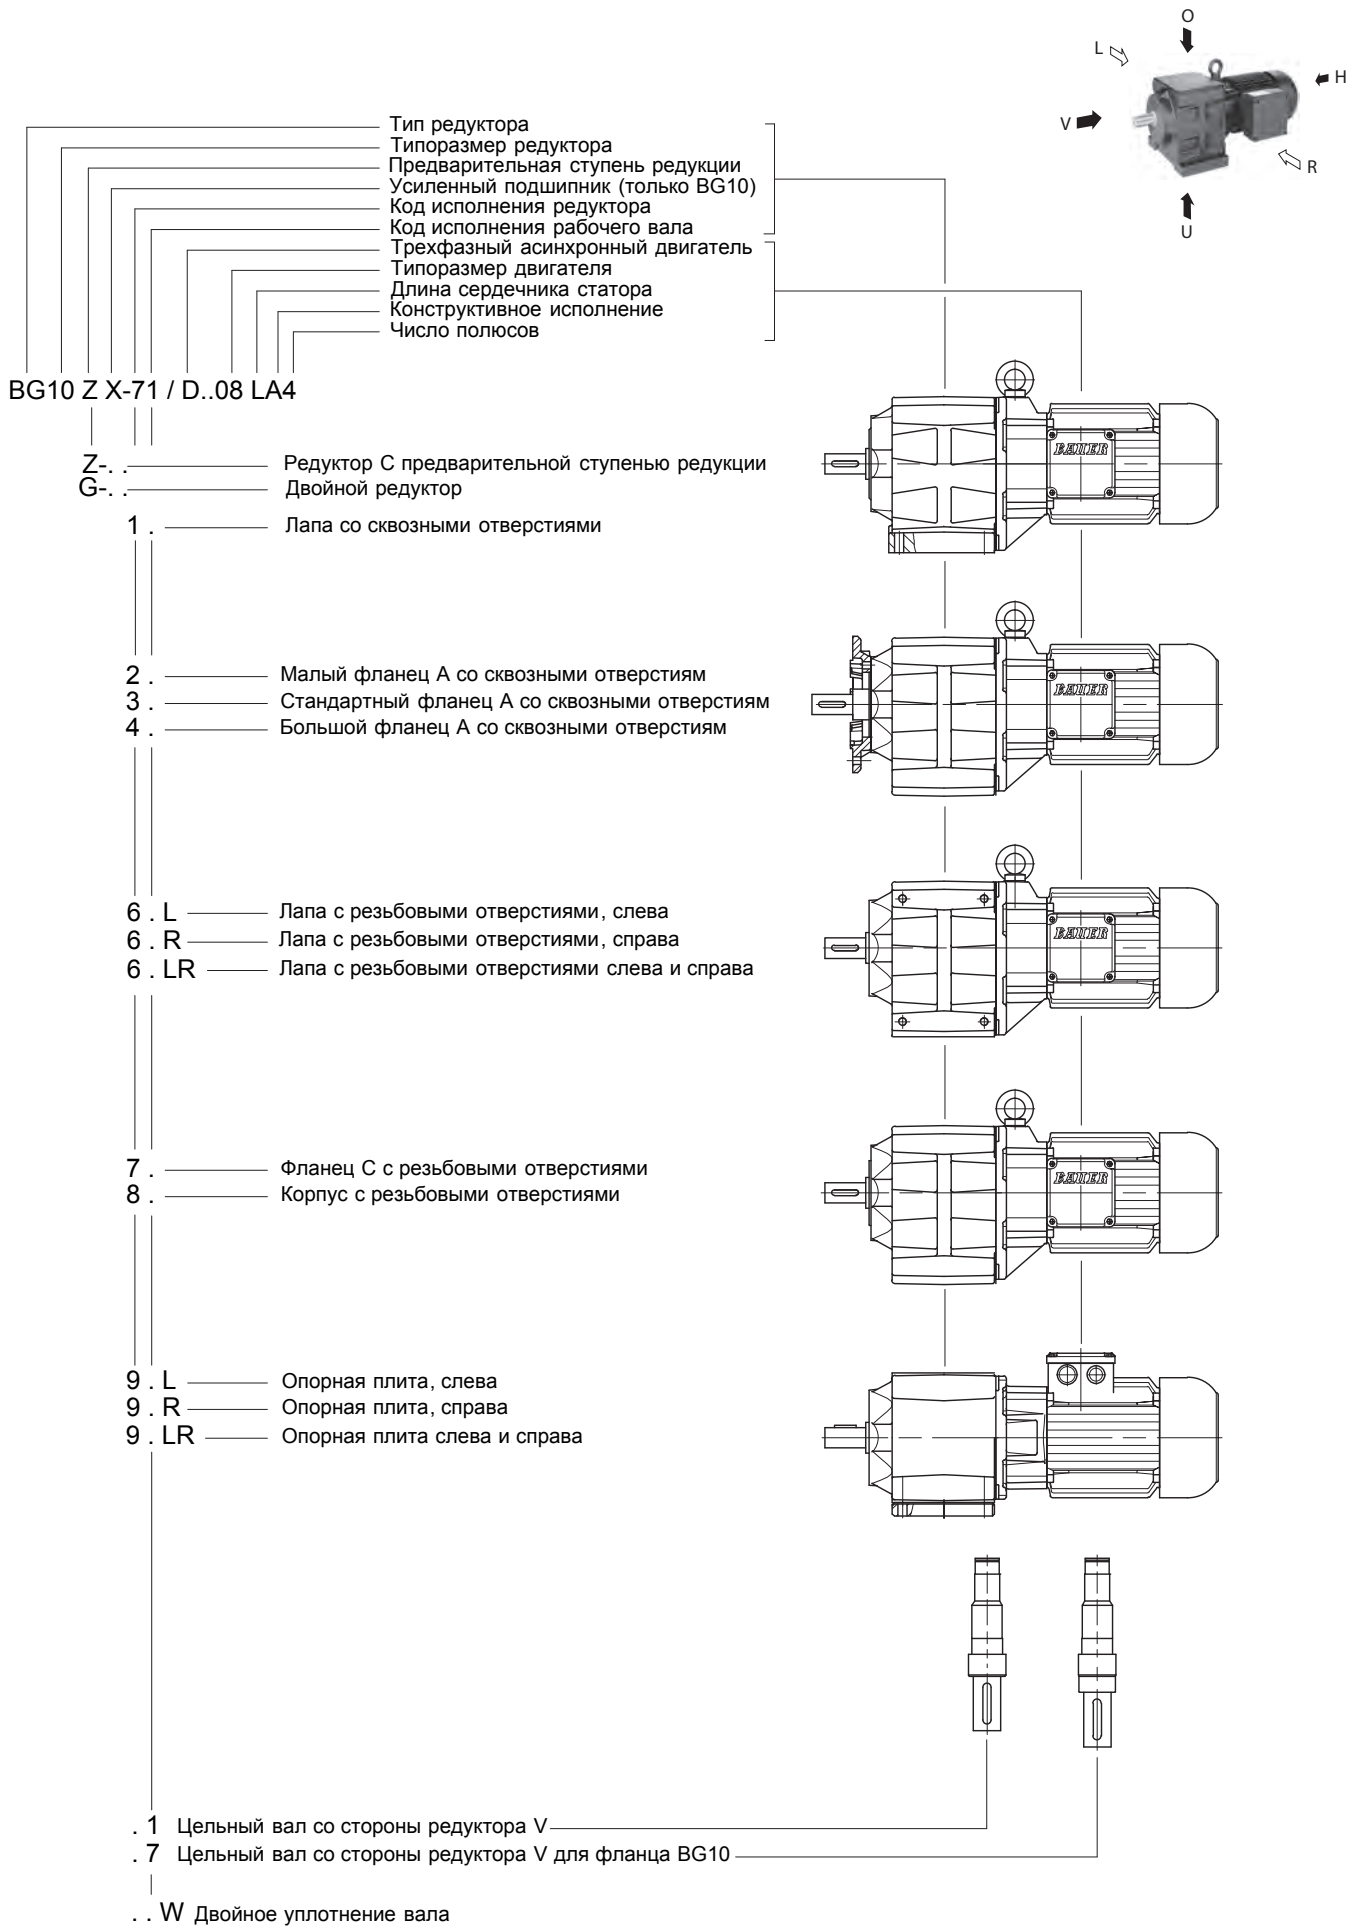 O
L
H
V
R
U
Тип редуктора
Типоразмер редуктора
Предварительная ступень редукции
Усиленный подшипник (только BG10)
Код исполнения редуктора
Код исполнения рабочего вала
Трехфазный асинхронный двигатель
Типоразмер двигателя
Длина сердечника статора
Конструктивное исполнение
Число полюсов
BG10 Z X-71 / D..08 LA4
BAUER
Z-. . Редуктор С предварительной ступенью редукции
G-. . Двойной редуктор
1 . Лапа со сквозными отверстиями
BAUER
2 . Малый фланец А со сквозными отверстиям
3 . Стандартный фланец А со сквозными отверстиям
4 . Большой фланец А со сквозными отверстиям
BAUER
6 . L Лапа с резьбовыми отверстиями, слева
6 . R Лапа с резьбовыми отверстиями, справа
6 . LR Лапа с резьбовыми отверстиями слева и справа
BAUER
7 . Фланец С с резьбовыми отверстиями
8 . Корпус с резьбовыми отверстиями
9 . L Опорная плита, слева
9 . R Опорная плита, справа
9 . LR Опорная плита слева и справа
. 1 Цельный вал со стороны редуктора V
. 7 Цельный вал со стороны редуктора V для фланца BG10
. . W Двойное уплотнение вала